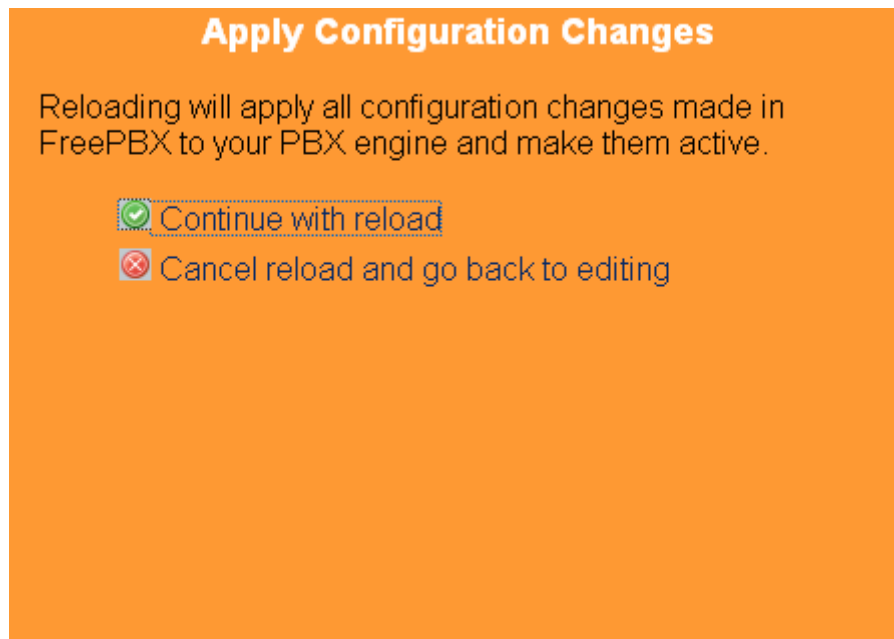 Apply Configuration Changes
Reloading will apply all configuration changes made in
FreePBX to your PBX engine and make them active.
Continue with reload
Cancel reload and go back to editing